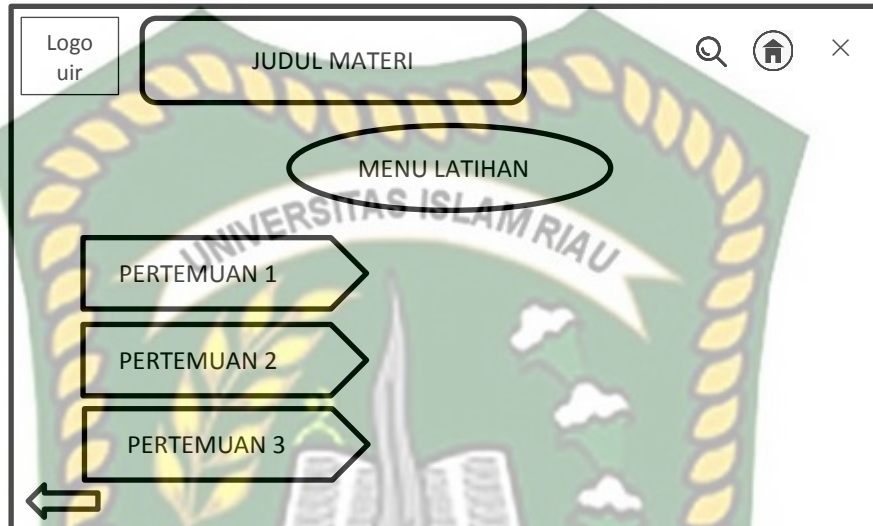 Logo
uir
JUDUL MATERI
MENU LATIHAN
UNIVERSITAS ISLAM RIAU
PERTEMUAN 1
PERTEMUAN 2
PERTEMUAN 3